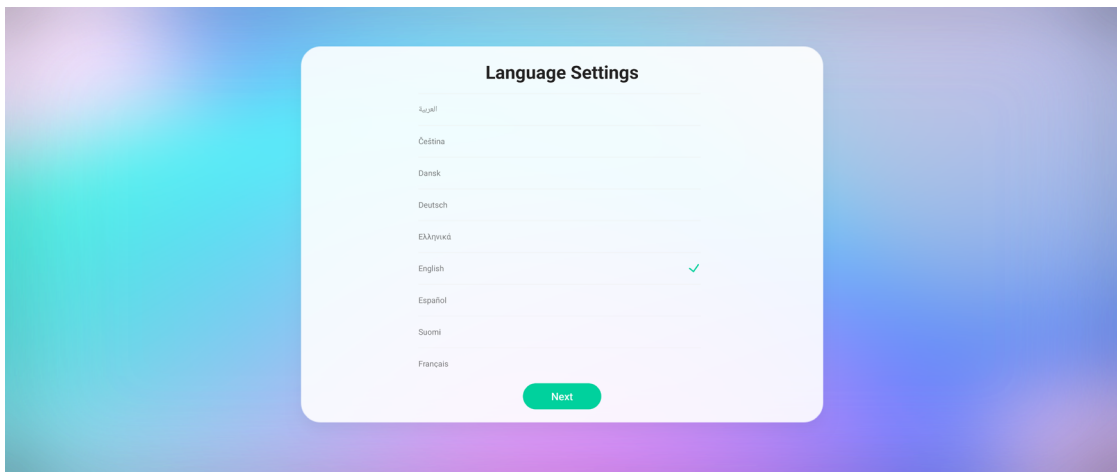 Language Settings
العربية
Čeština
Dansk
Deutsch
Ελληνικά
English
Español
Suomi
Français
Next